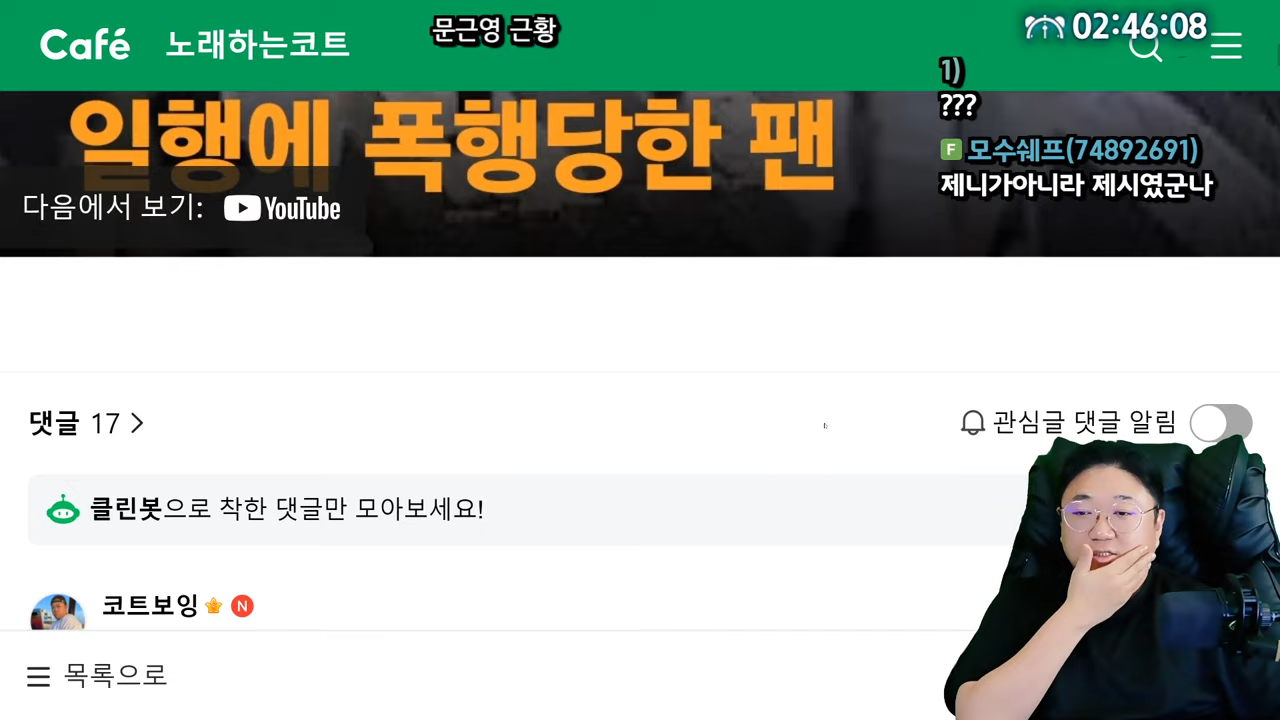 Café 노래하는코트
문근영 근황
02:46:08
1)
???
F 모수쉐프(74892691)
제니가아니라 제시였군나
일행에 폭행당한 팬
다음에서 보기: YouTube
댓글 17
관심글 댓글 알림
클린봇으로 착한 댓글만 모아보세요!
코트보잉 N
목록으로